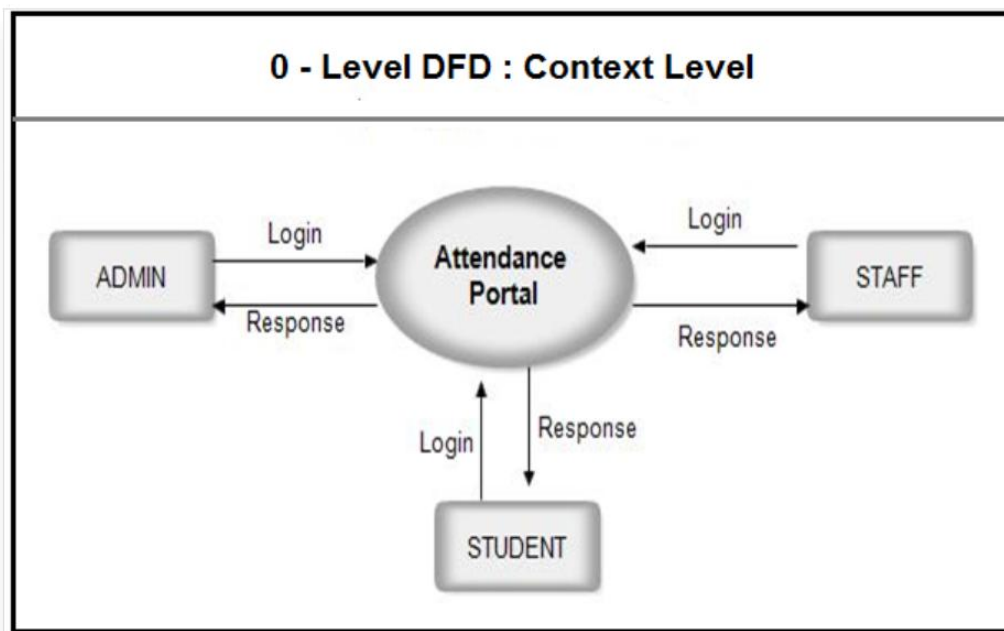 0 - Level DFD : Context Level
Login
Login
ADMIN
Attendance
Portal
STAFF
Response
Response
Login
Response
STUDENT